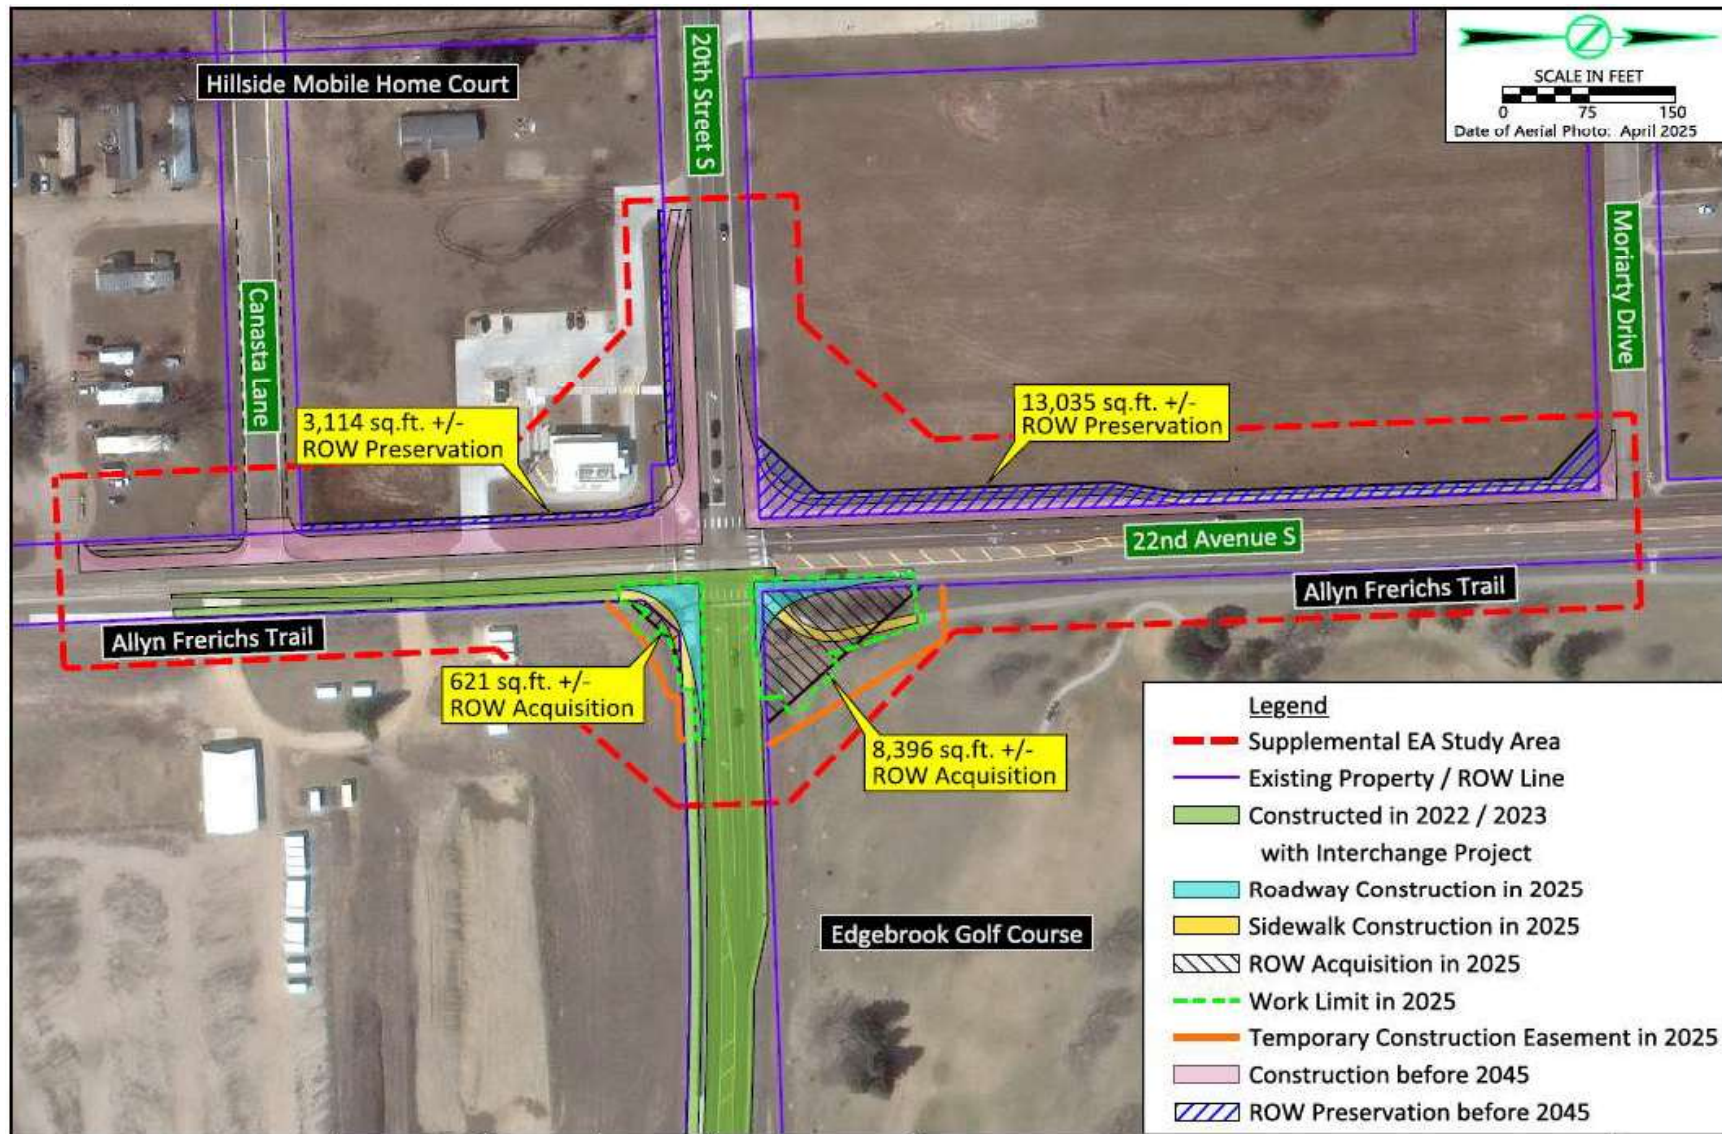 Hillside Mobile Home Court
20th Street S
Z
SCALE IN FEET
0 75 150
Date of Aerial Photo: April 2025
Canasta Lane
Moriarty Drive
3,114 sq.ft. +/-
ROW Preservation
13,035 sq.ft. +/-
ROW Preservation
22nd Avenue S
Allyn Frerichs Trail
Allyn Frerichs Trail
621 sq.ft. +/-
ROW Acquisition
8,396 sq.ft. +/-
ROW Acquisition
Edgebrook Golf Course
Legend
Supplemental EA Study Area
Existing Property / ROW Line
Constructed in 2022 / 2023
with Interchange Project
Roadway Construction in 2025
Sidewalk Construction in 2025
ROW Acquisition in 2025
Work Limit in 2025
Temporary Construction Easement in 2025
Construction before 2045
ROW Preservation before 2045